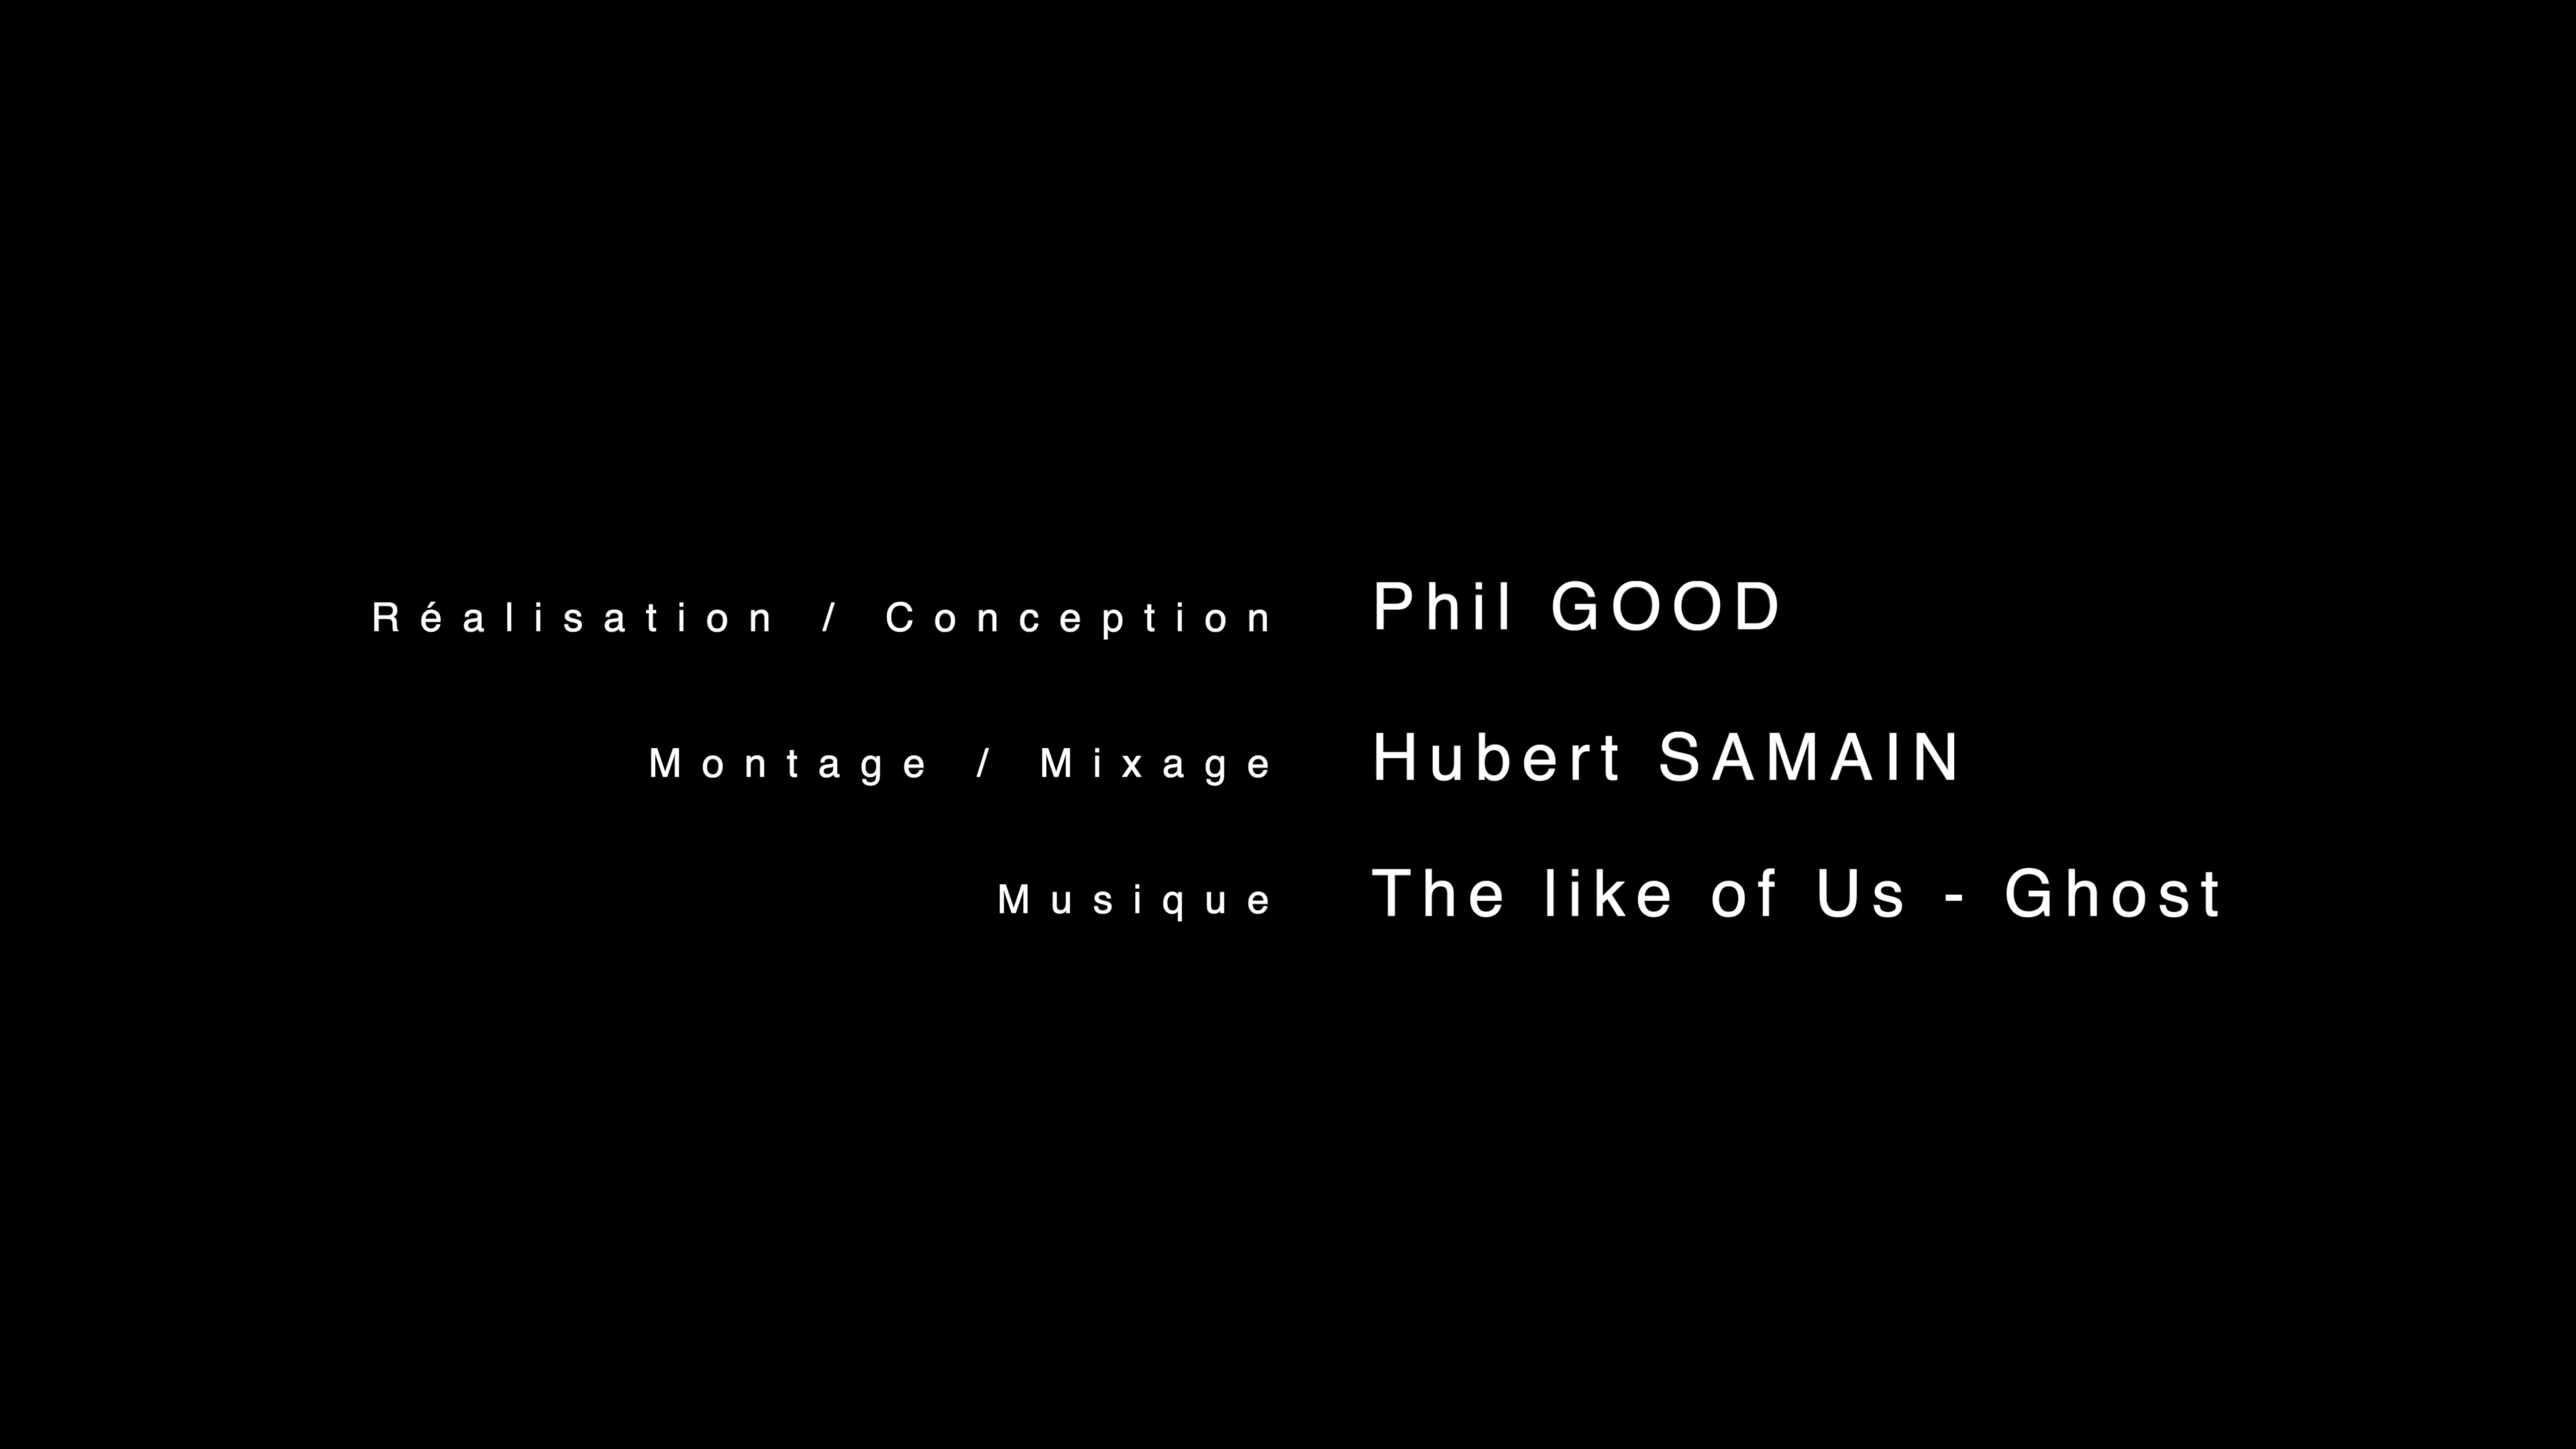 Réalisation / Conception Phil GOOD
Montage / Mixage Hubert SAMAIN
Musique The like of Us - Ghost